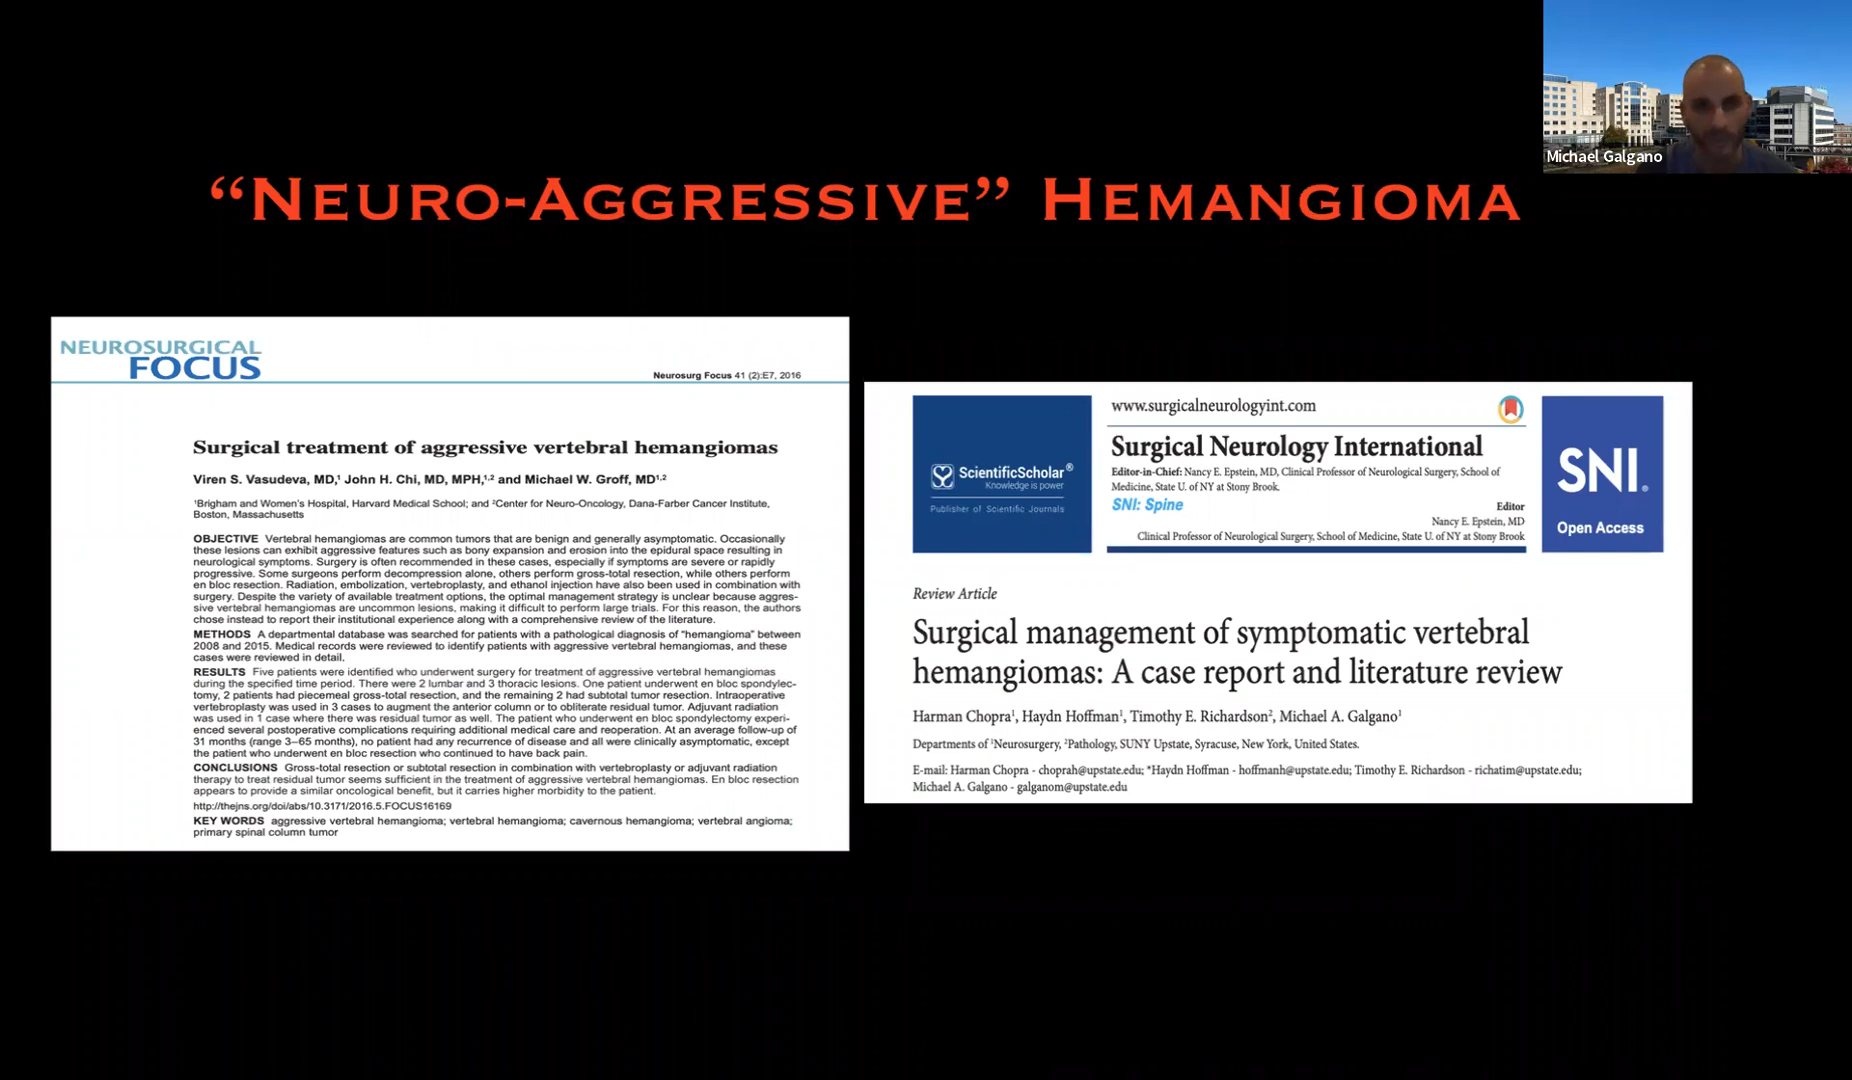 Michael Galgano
“NEURO-AGGRESSIVE” HEMANGIOMA
NEUROSURGICAL
FOCUS
Neurosurg Focus 41 (2):E7, 2016
Surgical treatment of aggressive vertebral hemangiomas
Viren S. Vasudeva, MD,¹ John H. Chi, MD, MPH,¹,² and Michael W. Groff, MD¹,²
¹Brigham and Women’s Hospital, Harvard Medical School; and ²Center for Neuro-Oncology, Dana-Farber Cancer Institute,
Boston, Massachusetts
OBJECTIVE Vertebral hemangiomas are common tumors that are benign and generally asymptomatic. Occasionally
these lesions can exhibit aggressive features such as bony expansion and erosion into the epidural space resulting in
neurological symptoms. Surgery is often recommended in these cases, especially if symptoms are severe or rapidly
progressive. Some surgeons perform decompression alone, others perform gross-total resection, while others perform
en bloc resection. Radiation, embolization, vertebroplasty, and ethanol injection have also been used in combination with
surgery. Despite the variety of available treatment options, the optimal management strategy is unclear because aggres-
sive vertebral hemangiomas are uncommon lesions, making it difficult to perform large trials. For this reason, the authors
chose instead to report their institutional experience along with a comprehensive review of the literature.
METHODS A departmental database was searched for patients with a pathological diagnosis of “hemangioma” between
2008 and 2015. Medical records were reviewed to identify patients with aggressive vertebral hemangiomas, and these
cases were reviewed in detail.
RESULTS Five patients were identified who underwent surgery for treatment of aggressive vertebral hemangiomas
during the specified time period. There were 2 lumbar and 3 thoracic lesions. One patient underwent en bloc spondylec-
tomy, 2 patients had piecemeal gross-total resection, and the remaining 2 had subtotal tumor resection. Intraoperative
vertebroplasty was used in 3 cases to augment the anterior column or to obliterate residual tumor. Adjuvant radiation
was used in 1 case where there was residual tumor as well. The patient who underwent en bloc spondylectomy experi-
enced several postoperative complications requiring additional medical care and reoperation. At an average follow-up of
31 months (range 3–65 months), no patient had any recurrence of disease and all were clinically asymptomatic, except
the patient who underwent en bloc resection who continued to have back pain.
CONCLUSIONS Gross-total resection or subtotal resection in combination with vertebroplasty or adjuvant radiation
therapy to treat residual tumor seems sufficient in the treatment of aggressive vertebral hemangiomas. En bloc resection
appears to provide a similar oncological benefit, but it carries higher morbidity to the patient.
http://thejns.org/doi/abs/10.3171/2016.5.FOCUS16169
KEY WORDS aggressive vertebral hemangioma; vertebral hemangioma; cavernous hemangioma; vertebral angioma;
primary spinal column tumor
ScientificScholar®
Knowledge is power
Publisher of Scientific Journals
www.surgicalneurologyint.com
Surgical Neurology International
Editor-in-Chief: Nancy E. Epstein, MD, Clinical Professor of Neurological Surgery, School of
Medicine, State U. of NY at Stony Brook.
SNI: Spine
Editor
Nancy E. Epstein, MD
Clinical Professor of Neurological Surgery, School of Medicine, State U. of NY at Stony Brook
SNI®
Open Access
Review Article
Surgical management of symptomatic vertebral
hemangiomas: A case report and literature review
Harman Chopra¹, Haydn Hoffman¹, Timothy E. Richardson², Michael A. Galgano¹
Departments of ¹Neurosurgery, ²Pathology, SUNY Upstate, Syracuse, New York, United States.
E-mail: Harman Chopra - choprah@upstate.edu; *Haydn Hoffman - hoffmanh@upstate.edu; Timothy E. Richardson - richatim@upstate.edu;
Michael A. Galgano - galganom@upstate.edu